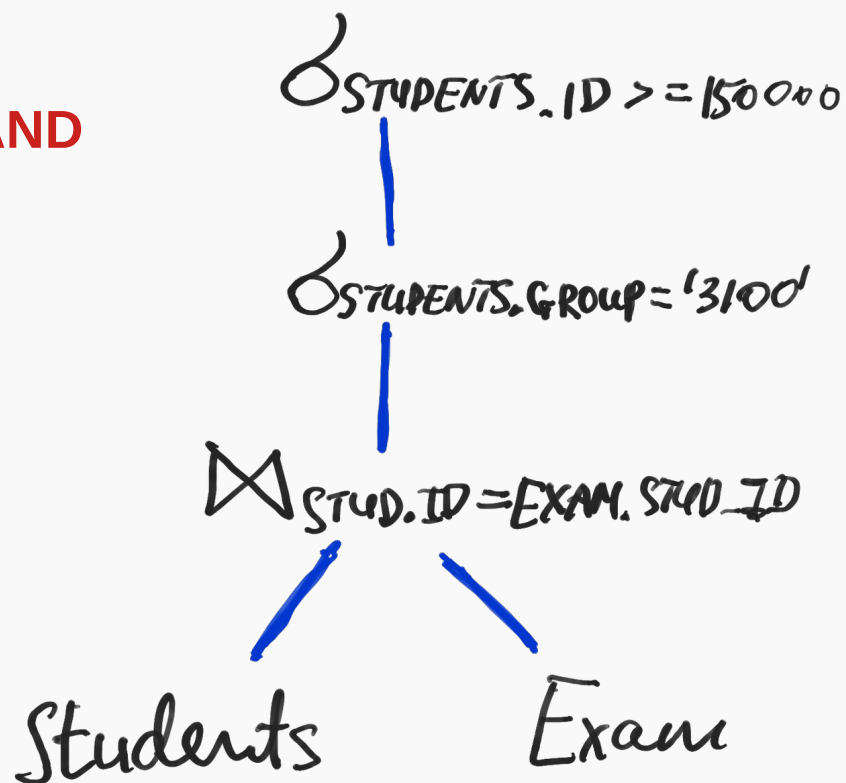 σSTUDENTS.ID >= 150000
AND
σSTUDENTS.GROUP = '3100'
⋈ STUD.ID = EXAM.STUD_ID
Students Exam